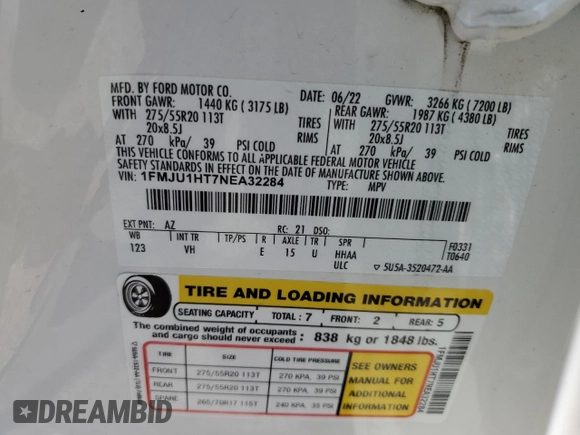 MFD. BY FORD MOTOR CO.
DATE: 06/22 GVWR: 3266 KG ( 7200 LB)
FRONT GAWR: 1440 KG ( 3175 LB) REAR GAWR: 1987 KG ( 4380 LB)
WITH 275/55R20 113T WITH 275/55R20 113T
20x8.5J 20x8.5J
AT 270 kPa/ 39 PSI COLD AT 270 kPa/ 39 PSI COLD
THIS VEHICLE CONFORMS TO ALL APPLICABLE FEDERAL MOTOR VEHICLE
SAFETY STANDARDS IN EFFECT ON THE DATE OF MANUFACTURE SHOWN ABOVE.
VIN: 1FMJU1HT7NEA32284 TYPE: MPV
EXT PNT: AZ RC: 21 DSO:
WB INT TR TP/PS R AXLE TR SPR F0331
123 VH E 15 U HHAA T0640
ULC 5U5A-3520472-AA
TIRE AND LOADING INFORMATION
SEATING CAPACITY TOTAL : 7 FRONT: 2 REAR: 5
The combined weight of occupants
and cargo should never exceed : 838 kg or 1848 lbs.
TIRE SIZE COLD TIRE PRESSURE
FRONT 275/55R20 113T 270 KPA, 39 PSI
REAR 275/55R20 113T 270 KPA, 39 PSI
SPARE 265/70R17 115T 240 KPA, 35 PSI
SEE OWNERS
MANUAL FOR
ADDITIONAL
INFORMATION
1FMJU1HT7NEA32284
DREAMBID